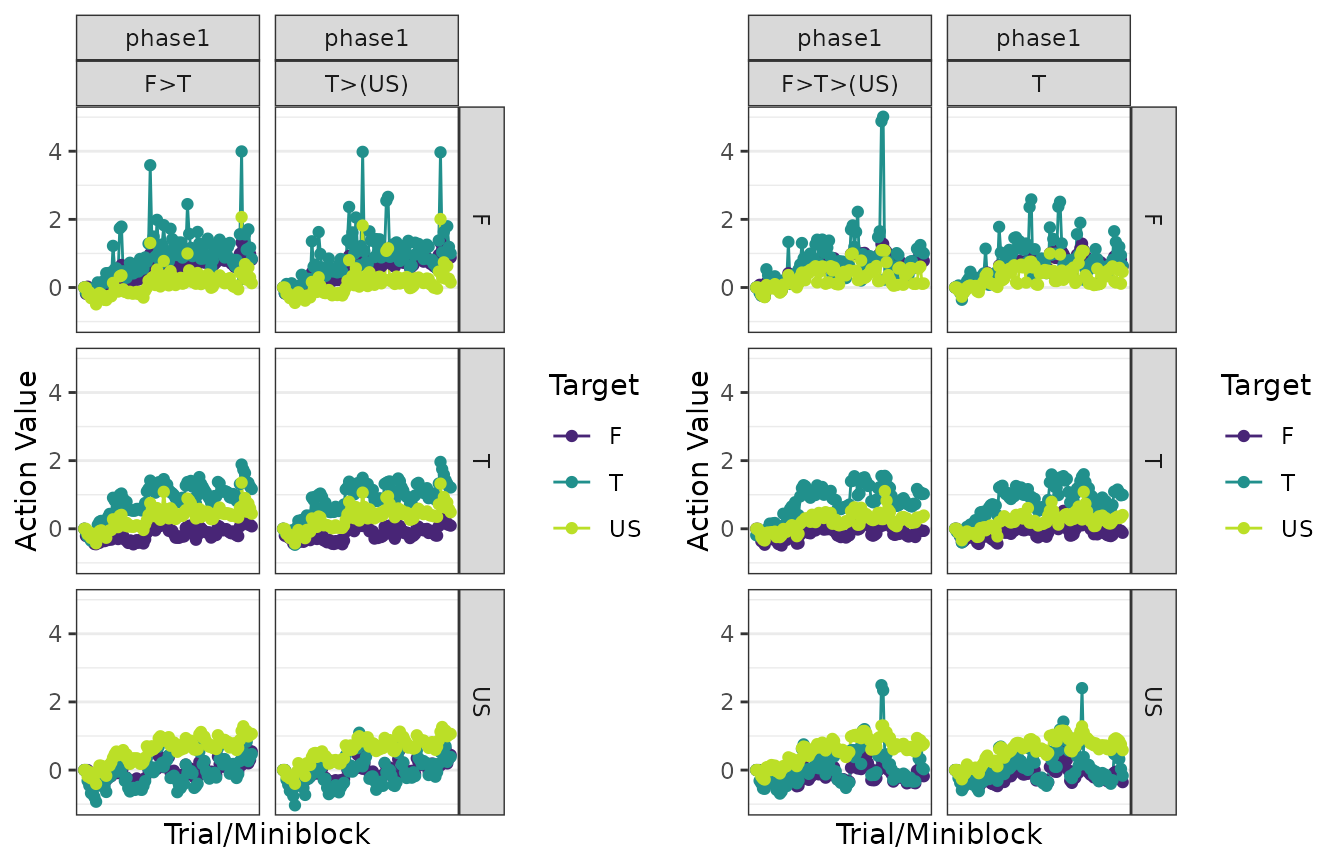 phase1 phase1
F>T T>(US)
4
2
0
F
4
2
0
T
4
2
0
US
Action Value
Trial/Miniblock
Target
F
T
US
phase1 phase1
F>T>(US) T
4
2
0
F
4
2
0
T
4
2
0
US
Action Value
Trial/Miniblock
Target
F
T
US